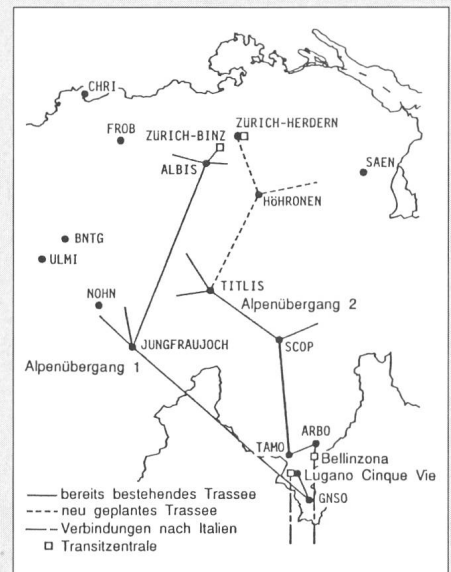 CHRI
FROB
ZÜRICH-BINZ
ZÜRICH-HERDERN
ALBIS
SAEN
HÖHRONEN
BNTG
ULMI
NOHN
TITLIS
Alpenübergang 2
JUNGFRAUJOCH
SCOP
Alpenübergang 1
ARBO
TAMO
Bellinzona
Lugano Cinque Vie
GNSO
bereits bestehendes Trassee
neu geplantes Trassee
Verbindungen nach Italien
Transitzentrale